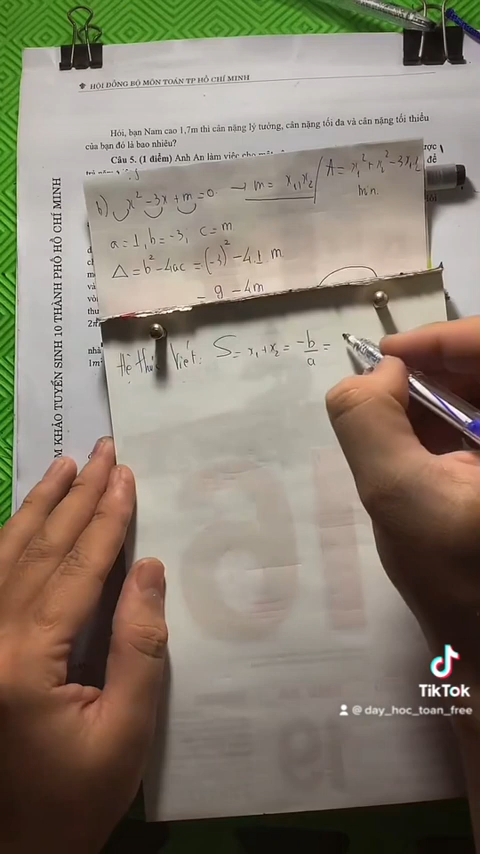 HỘI ĐỒNG BỘ MÔN TOÁN TP HỒ CHÍ MINH
Hỏi, bạn Nam cao 1,7m thì cân nặng lý tưởng, cân nặng tối đa và cân nặng tối thiểu
của bạn đó là bao nhiêu?
Câu 5. (1 điểm) Anh An làm việc cho
KHẢO TUYỂN SINH 10 THÀNH PHỐ HỒ CHÍ MINH
b) x² - 3x + m = 0 → m = x₁, x₂ / A = x₁² + x₂² - 3x₁
min
a = 1, b = -3, c = m
Δ = b² - 4ac = (-3)² - 4.1 m
= 9 - 4m
Hệ thức Việt: S = x₁ + x₂ = -b/a =
TikTok
@day_hoc_toan_free